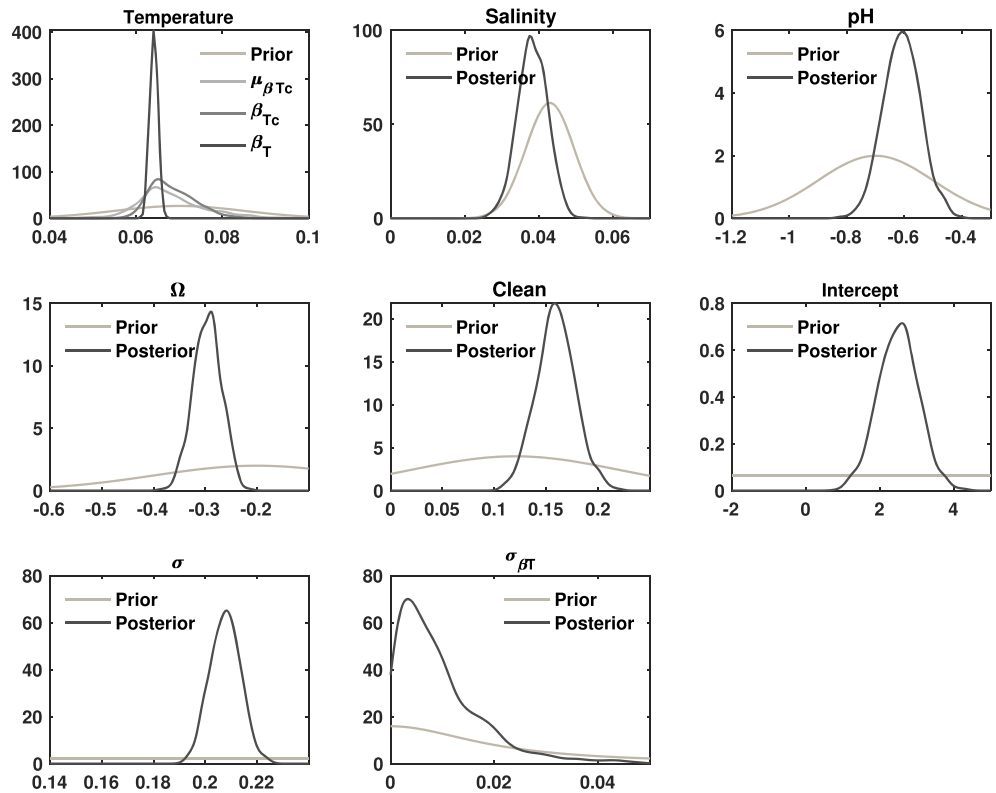 Temperature
400
300
200
100
0
0.04 0.06 0.08 0.1
Prior
μβTc
βTc
βT
Salinity
100
50
0
0 0.02 0.04 0.06
Prior
Posterior
pH
6
4
2
0
-1.2 -1 -0.8 -0.6 -0.4
Prior
Posterior
Ω
15
10
5
0
-0.6 -0.5 -0.4 -0.3 -0.2
Prior
Posterior
Clean
20
15
10
5
0
0 0.05 0.1 0.15 0.2
Prior
Posterior
Intercept
0.8
0.6
0.4
0.2
0
-2 0 2 4
Prior
Posterior
σ
80
60
40
20
0
0.14 0.16 0.18 0.2 0.22
Prior
Posterior
σβT
80
60
40
20
0
0 0.02 0.04
Prior
Posterior